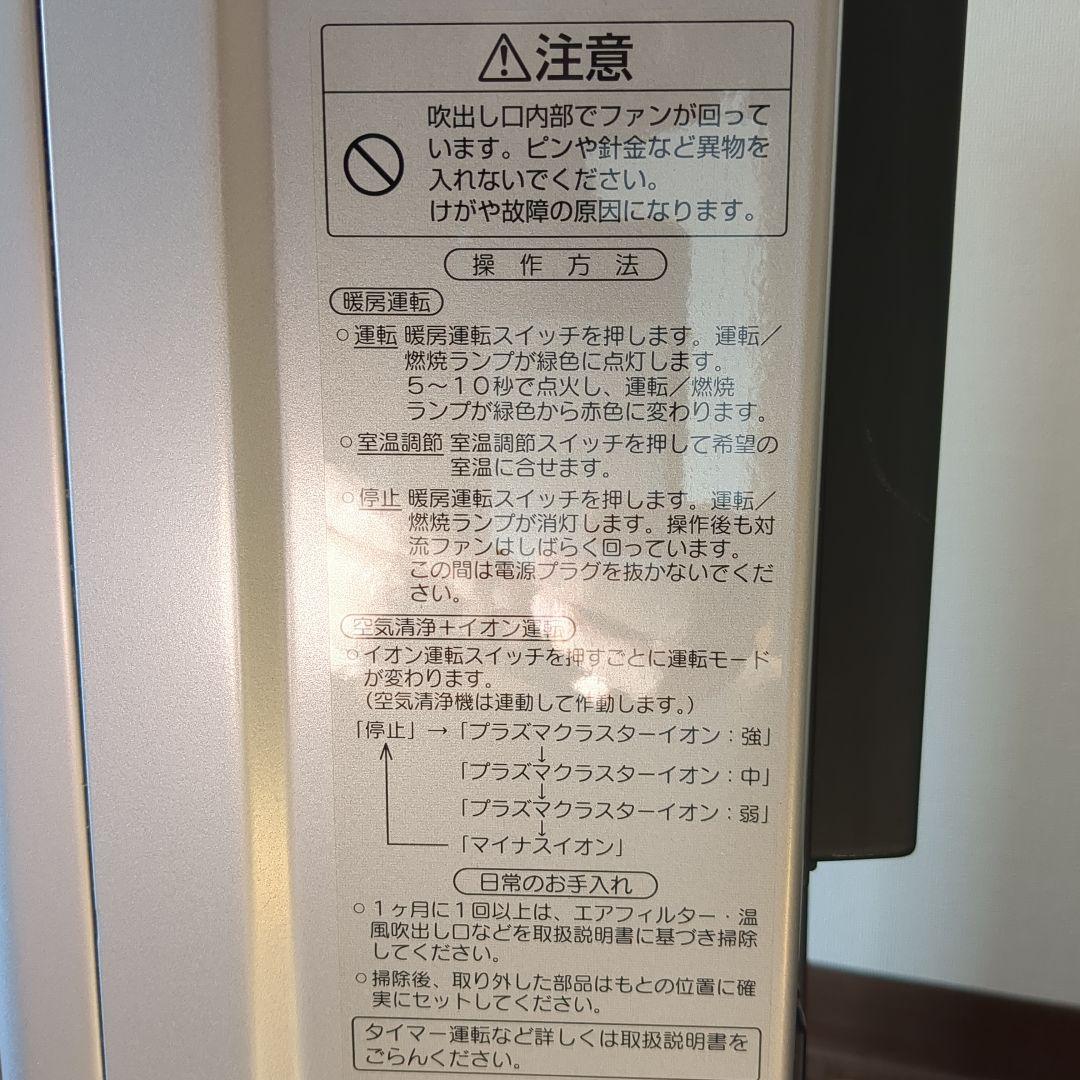 ⚠注意
吹出し口内部でファンが回って
います。ピンや針金など異物を
入れないでください。
けがや故障の原因になります。
操作方法
暖房運転
○運転 暖房運転スイッチを押します。運転／
燃焼ランプが緑色に点灯します。
５～１０秒で点火し、運転／燃焼
ランプが緑色から赤色に変わります。
○室温調節 室温調節スイッチを押して希望の
室温に合せます。
○停止 暖房運転スイッチを押します。運転／
燃焼ランプが消灯します。操作後も対
流ファンはしばらく回っています。
この間は電源プラグを抜かないでくだ
さい。
空気清浄＋イオン運転
○イオン運転スイッチを押すごとに運転モード
が変わります。
（空気清浄機は連動して作動します。）
「停止」→「プラズマクラスターイオン：強」
↓
「プラズマクラスターイオン：中」
↓
「プラズマクラスターイオン：弱」
↓
「マイナスイオン」
日常のお手入れ
○１ヶ月に１回以上は、エアフィルター・温
風吹出し口などを取扱説明書に基づき掃除
してください。
○掃除後、取り外した部品はもとの位置に確
実にセットしてください。
タイマー運転など詳しくは取扱説明書を
ごらんください。